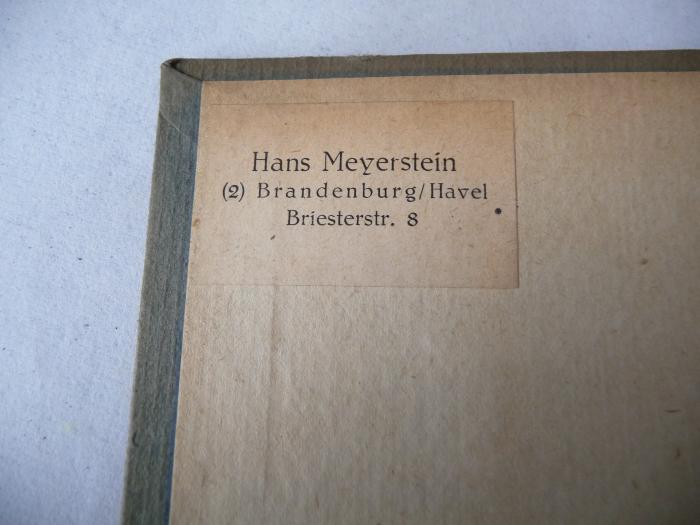 Hans Meyerstein
(2) Brandenburg/Havel
Briesterstr. 8